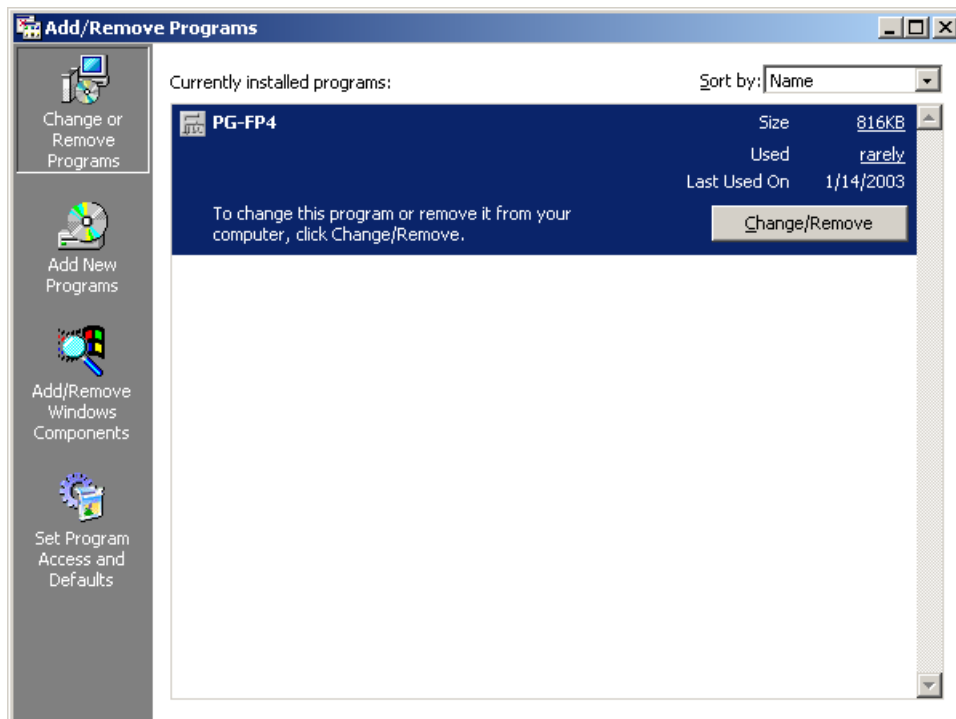 Add/Remove Programs
Change or
Remove
Programs
Add New
Programs
Add/Remove
Windows
Components
Set Program
Access and
Defaults
Currently installed programs:
Sort by: Name
PG-FP4
Size 816KB
Used rarely
Last Used On 1/14/2003
To change this program or remove it from your
computer, click Change/Remove.
Change/Remove